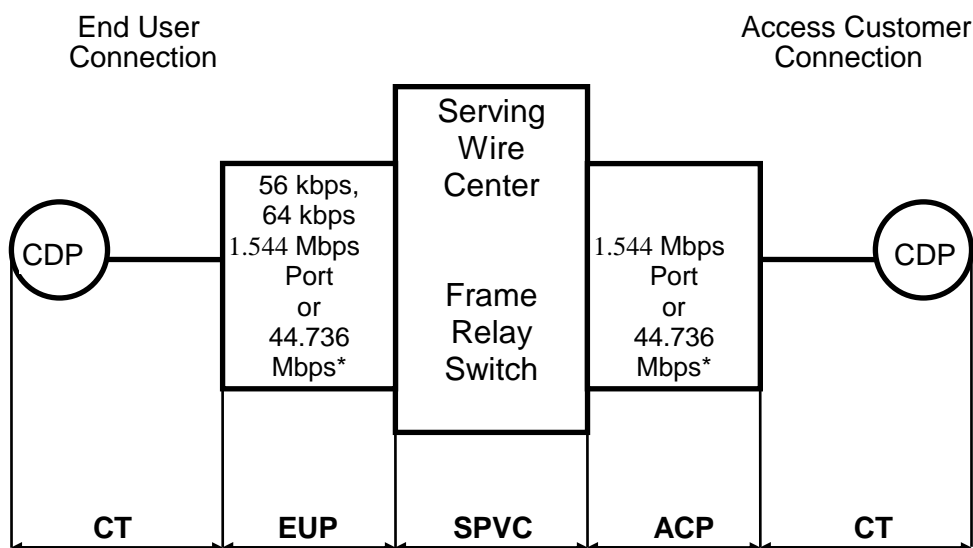 End User
Connection
Access Customer
Connection
Serving
Wire
Center
Frame
Relay
Switch
CDP
56 kbps,
64 kbps
1.544 Mbps
Port
or
44.736
Mbps*
1.544 Mbps
Port
or
44.736
Mbps*
CDP
CT
EUP
SPVC
ACP
CT